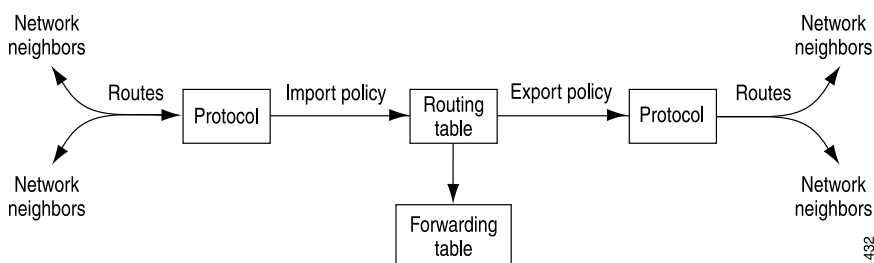 Network
neighbors
Routes
Network
neighbors
Protocol
Import policy
Routing
table
Forwarding
table
Export policy
Protocol
Routes
Network
neighbors
Network
neighbors
432